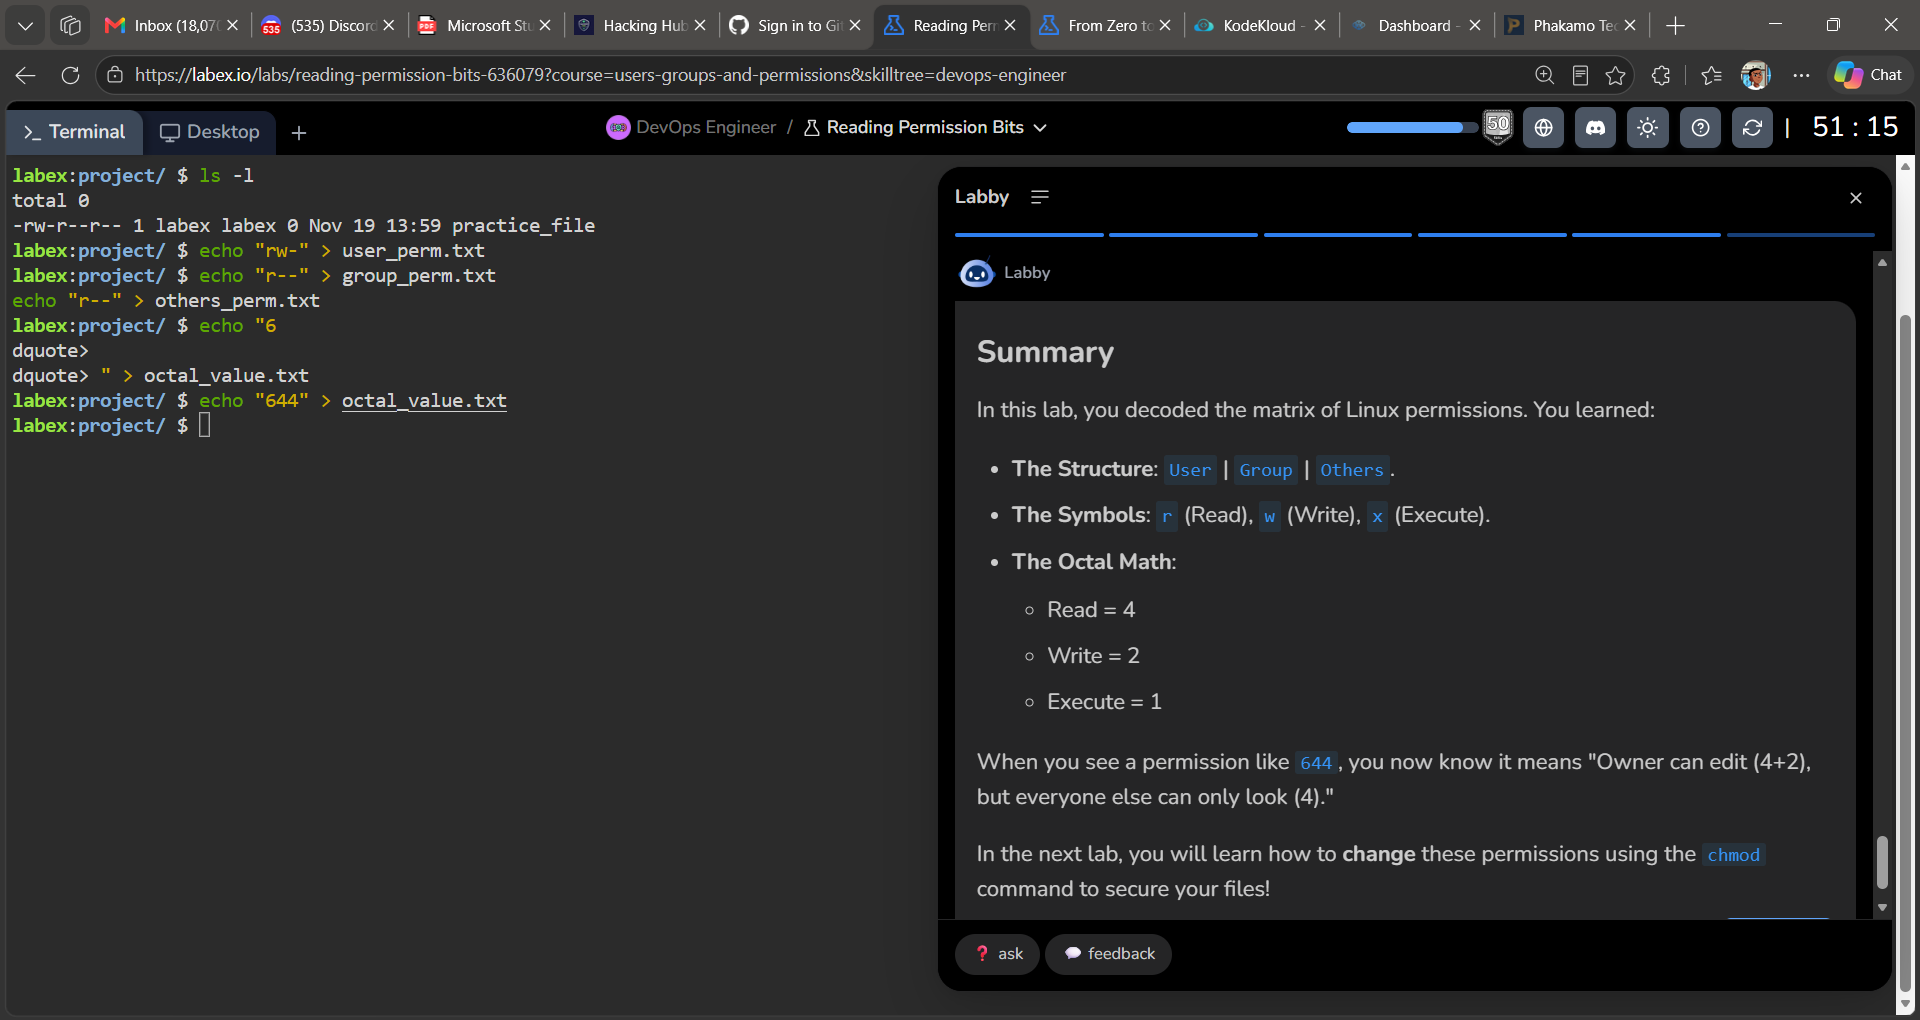 Inbox (18,07
(535) Discord
Microsoft Stu
Hacking Hub
Sign in to Git
Reading Perm
From Zero to
KodeKloud -
Dashboard -
Phakamo Tec
https://labex.io/labs/reading-permission-bits-636079?course=users-groups-and-permissions&skilltree=devops-engineer
Chat
>_ Terminal
Desktop
DevOps Engineer / Reading Permission Bits
50
51 : 15
labex:project/ $ ls -l
total 0
-rw-r--r-- 1 labex labex 0 Nov 19 13:59 practice_file
labex:project/ $ echo "rw-" > user_perm.txt
labex:project/ $ echo "r--" > group_perm.txt
echo "r--" > others_perm.txt
labex:project/ $ echo "6
dquote>
dquote> " > octal_value.txt
labex:project/ $ echo "644" > octal_value.txt
labex:project/ $
Labby
Labby
Summary
In this lab, you decoded the matrix of Linux permissions. You learned:
• The Structure: User | Group | Others.
• The Symbols: r (Read), w (Write), x (Execute).
• The Octal Math:
◦ Read = 4
◦ Write = 2
◦ Execute = 1
When you see a permission like 644, you now know it means "Owner can edit (4+2),
but everyone else can only look (4)."
In the next lab, you will learn how to change these permissions using the chmod
command to secure your files!
❓ ask
💬 feedback